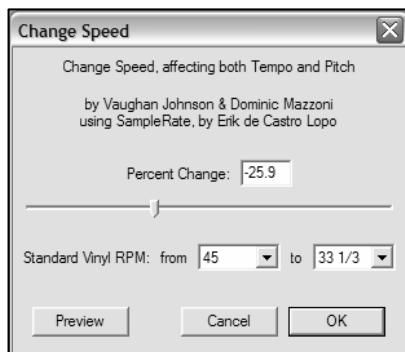 Change Speed
Change Speed, affecting both Tempo and Pitch
by Vaughan Johnson & Dominic Mazzoni
using SampleRate, by Erik de Castro Lopo
Percent Change: -25.9
Standard Vinyl RPM: from 45 to 33 1/3
Preview Cancel OK